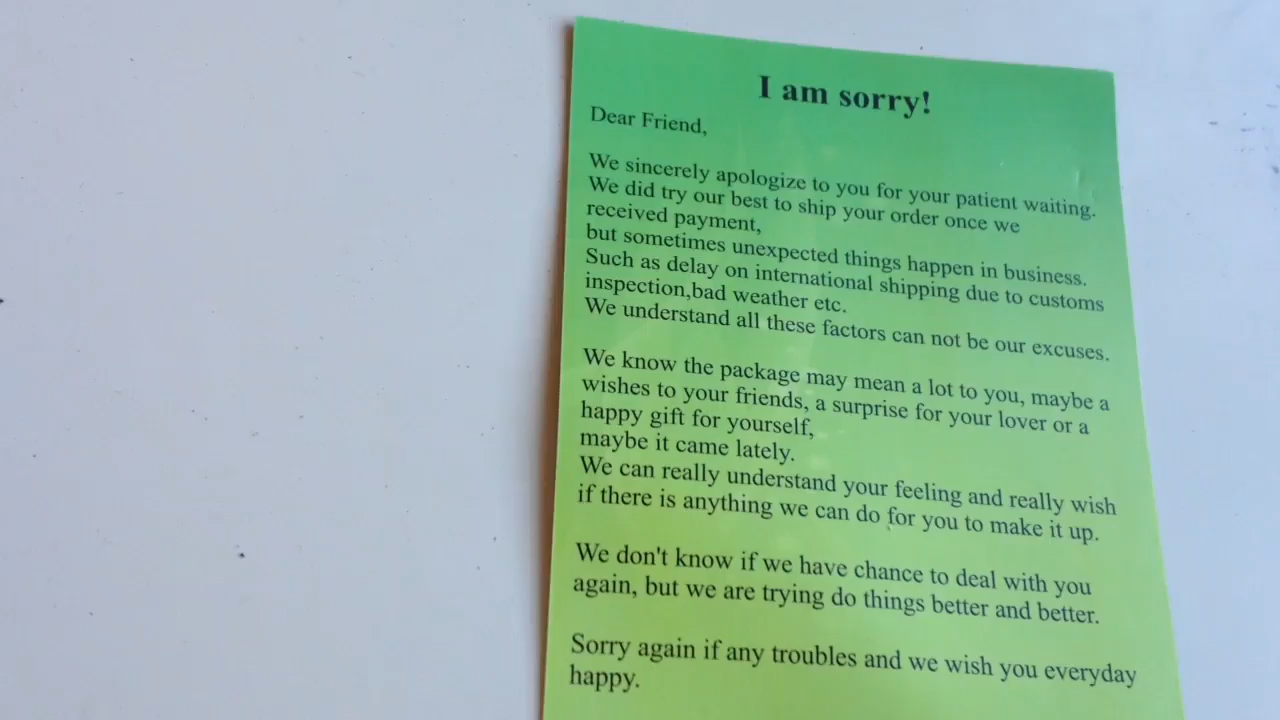 I am sorry!
Dear Friend,
We sincerely apologize to you for your patient waiting.
We did try our best to ship your order once we
received payment,
but sometimes unexpected things happen in business.
Such as delay on international shipping due to customs
inspection,bad weather etc.
We understand all these factors can not be our excuses.
We know the package may mean a lot to you, maybe a
wishes to your friends, a surprise for your lover or a
happy gift for yourself,
maybe it came lately.
We can really understand your feeling and really wish
if there is anything we can do for you to make it up.
We don't know if we have chance to deal with you
again, but we are trying do things better and better.
Sorry again if any troubles and we wish you everyday
happy.